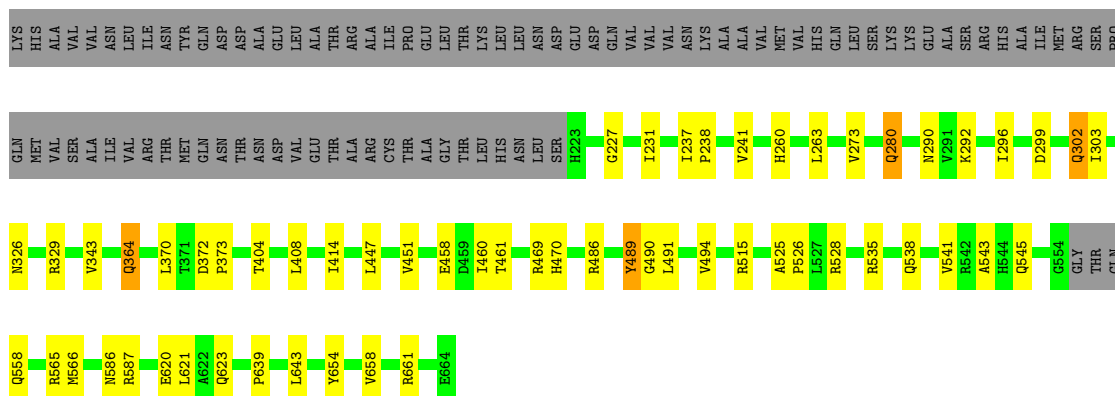 LYS HIS ALA VAL VAL ASN LEU ILE ASN TYR GLN ASP ASP ALA GLU LEU ALA THR ARG ALA ILE PRO GLU LEU THR LYS LEU LEU ASN ASP GLU ASP GLN VAL VAL VAL ASN LYS ALA ALA VAL MET VAL HIS GLN LEU SER LYS LYS GLU ALA SER ARG HIS ALA ILE MET ARG SER PRO
GLN MET VAL SER ALA ILE VAL ARG THR MET GLN ASN THR ASN ASP VAL GLU THR ALA ARG CYS THR ALA GLY THR LEU HIS ASN LEU SER H223 G227 I231 I237 P238 V241 H260 L263 V273 Q280 N290 V291 K292 I296 D299 Q302 I303
N326 R329 V343 Q364 L370 T371 D372 P373 T404 L408 I414 L447 V451 E458 D459 I460 T461 R469 H470 R486 Y489 G490 L491 V494 R515 A525 P526 L527 R528 R535 Q538 V541 R542 A543 H544 Q545 G554 GLY THR GLN
Q558 R565 M566 N586 R587 E620 L621 A622 Q623 P639 L643 Y654 V658 R661 E664